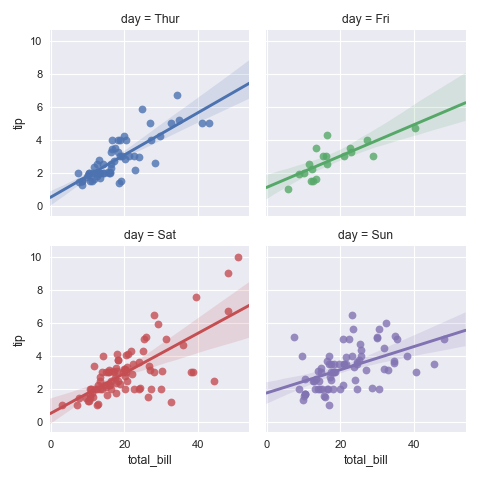 day = Thur
day = Fri
10
8
6
4
2
0
tip
day = Sat
day = Sun
10
8
6
4
2
0
tip
0 20 40
0 20 40
total_bill
total_bill